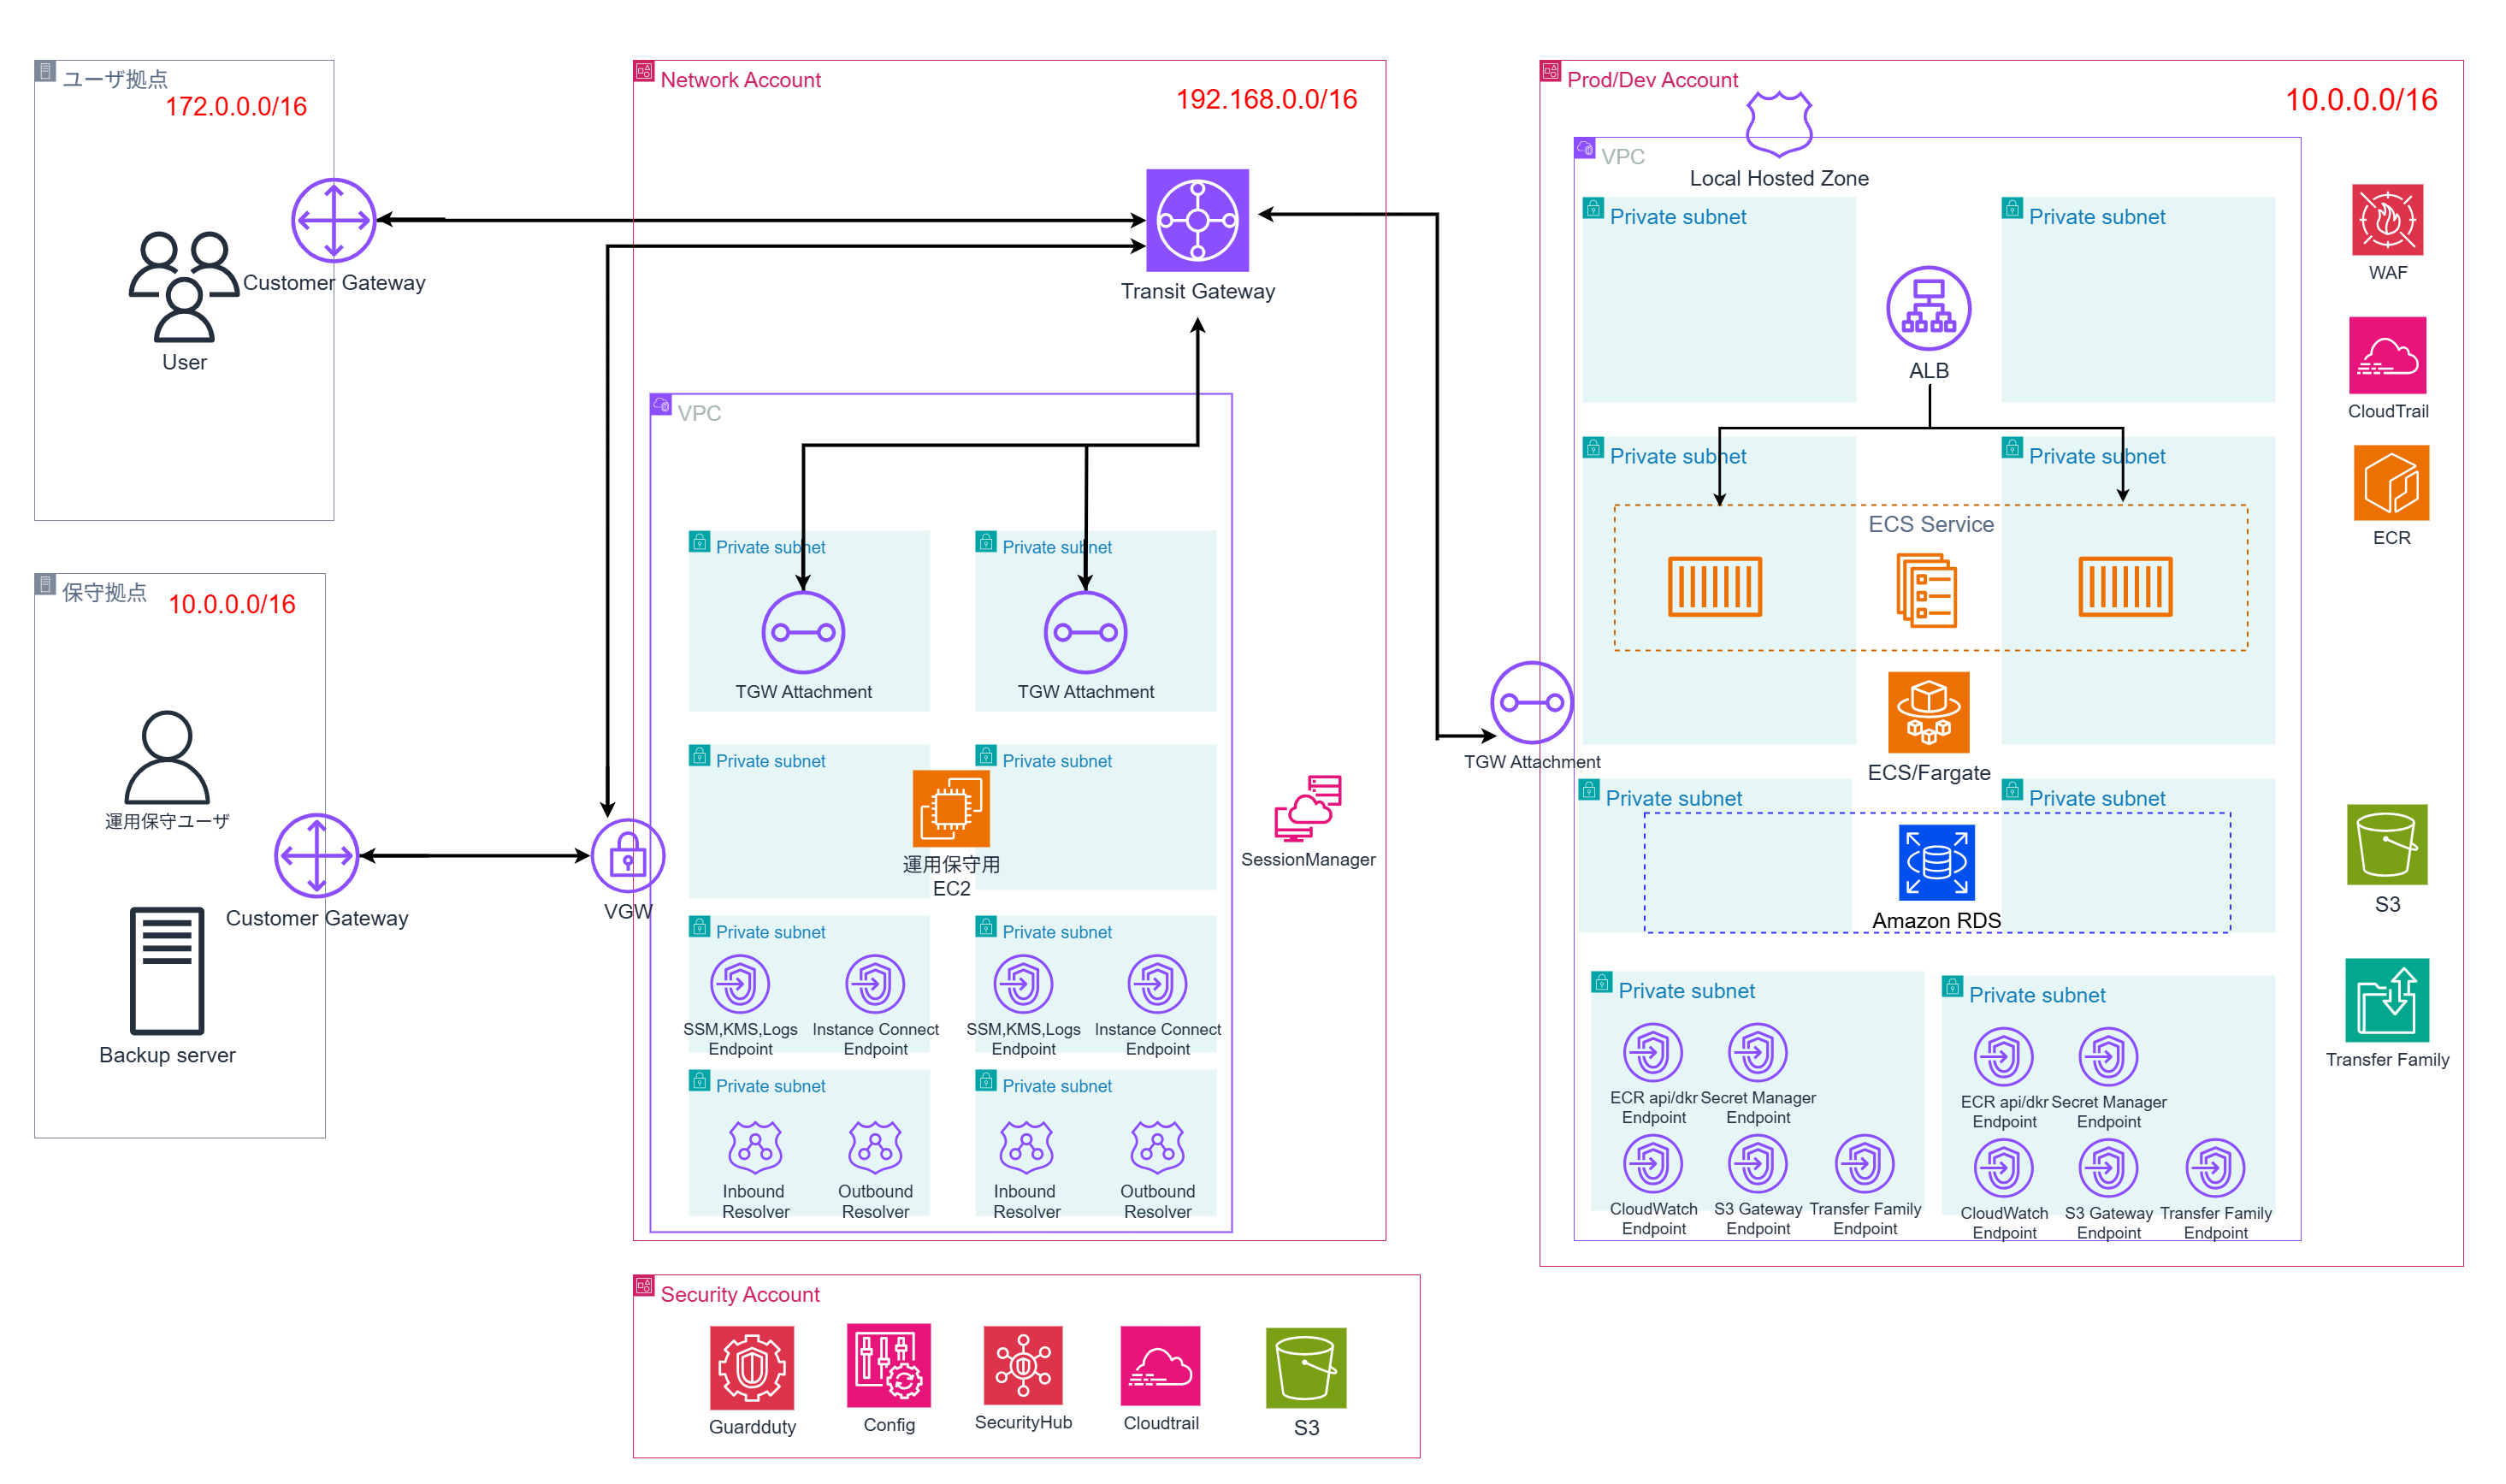 ユーザ拠点
172.0.0.0/16
Customer Gateway
User
保守拠点
10.0.0.0/16
運用保守ユーザ
Customer Gateway
Backup server
Network Account
192.168.0.0/16
Transit Gateway
VPC
Private subnet
Private subnet
TGW Attachment
TGW Attachment
Private subnet
Private subnet
運用保守用
EC2
SessionManager
VGW
Private subnet
Private subnet
SSM,KMS,Logs
Endpoint
Instance Connect
Endpoint
SSM,KMS,Logs
Endpoint
Instance Connect
Endpoint
Private subnet
Private subnet
Inbound
Resolver
Outbound
Resolver
Inbound
Resolver
Outbound
Resolver
Security Account
Guardduty
Config
SecurityHub
Cloudtrail
S3
Prod/Dev Account
10.0.0.0/16
VPC
Local Hosted Zone
Private subnet
Private subnet
ALB
Private subnet
Private subnet
ECS Service
TGW Attachment
ECS/Fargate
Private subnet
Private subnet
Amazon RDS
Private subnet
Private subnet
ECR api/dkr
Endpoint
Secret Manager
Endpoint
ECR api/dkr
Endpoint
Secret Manager
Endpoint
CloudWatch
Endpoint
S3 Gateway
Endpoint
Transfer Family
Endpoint
CloudWatch
Endpoint
S3 Gateway
Endpoint
Transfer Family
Endpoint
WAF
CloudTrail
ECR
S3
Transfer Family